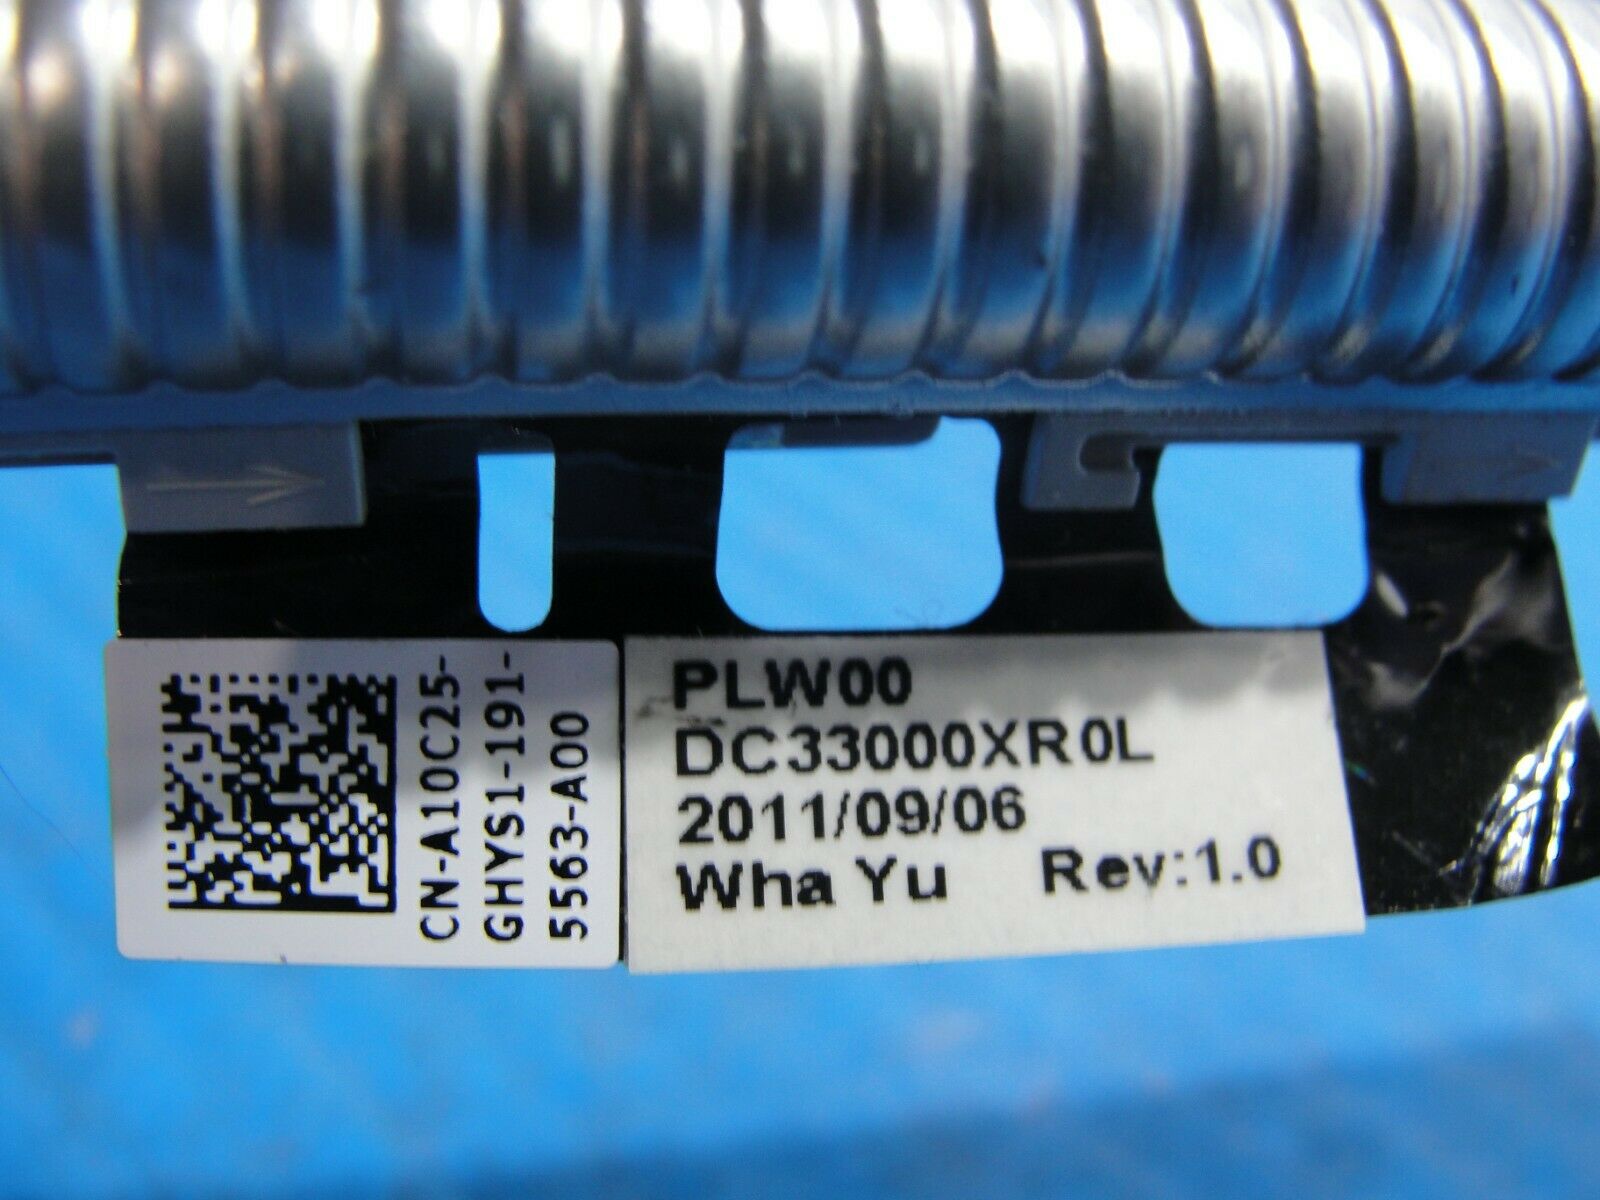 CN-A10C25-
GHYS1-191-
5563-A00
PLW00
DC33000XR0L
2011/09/06
Wha Yu Rev:1.0